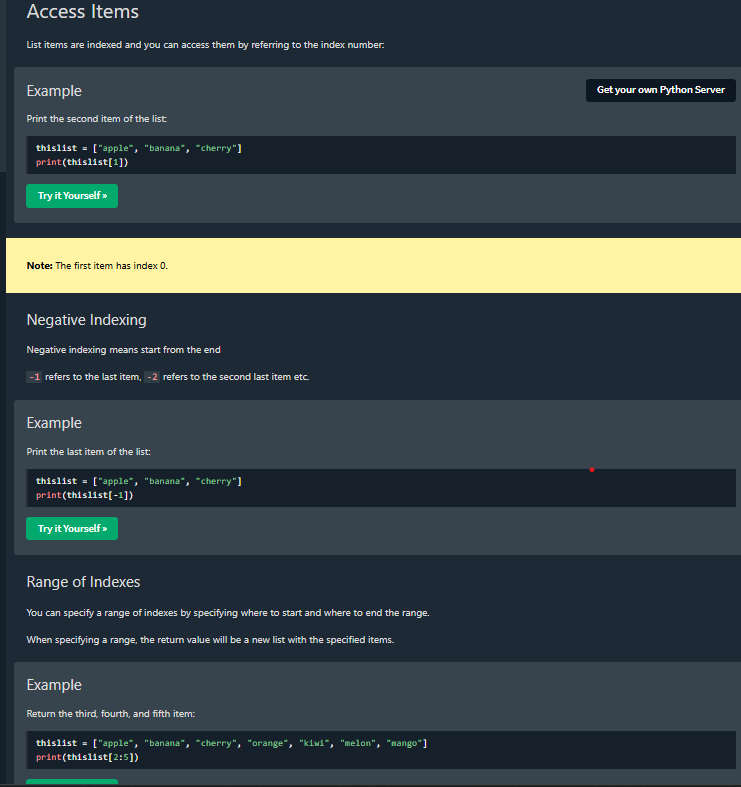 Access Items
List items are indexed and you can access them by referring to the index number:
Example
Get your own Python Server
Print the second item of the list:
thislist = ["apple", "banana", "cherry"]
print(thislist[1])
Try it Yourself »
Note: The first item has index 0.
Negative Indexing
Negative indexing means start from the end
-1 refers to the last item, -2 refers to the second last item etc.
Example
Print the last item of the list:
thislist = ["apple", "banana", "cherry"]
print(thislist[-1])
Try it Yourself »
Range of Indexes
You can specify a range of indexes by specifying where to start and where to end the range.
When specifying a range, the return value will be a new list with the specified items.
Example
Return the third, fourth, and fifth item:
thislist = ["apple", "banana", "cherry", "orange", "kiwi", "melon", "mango"]
print(thislist[2:5])